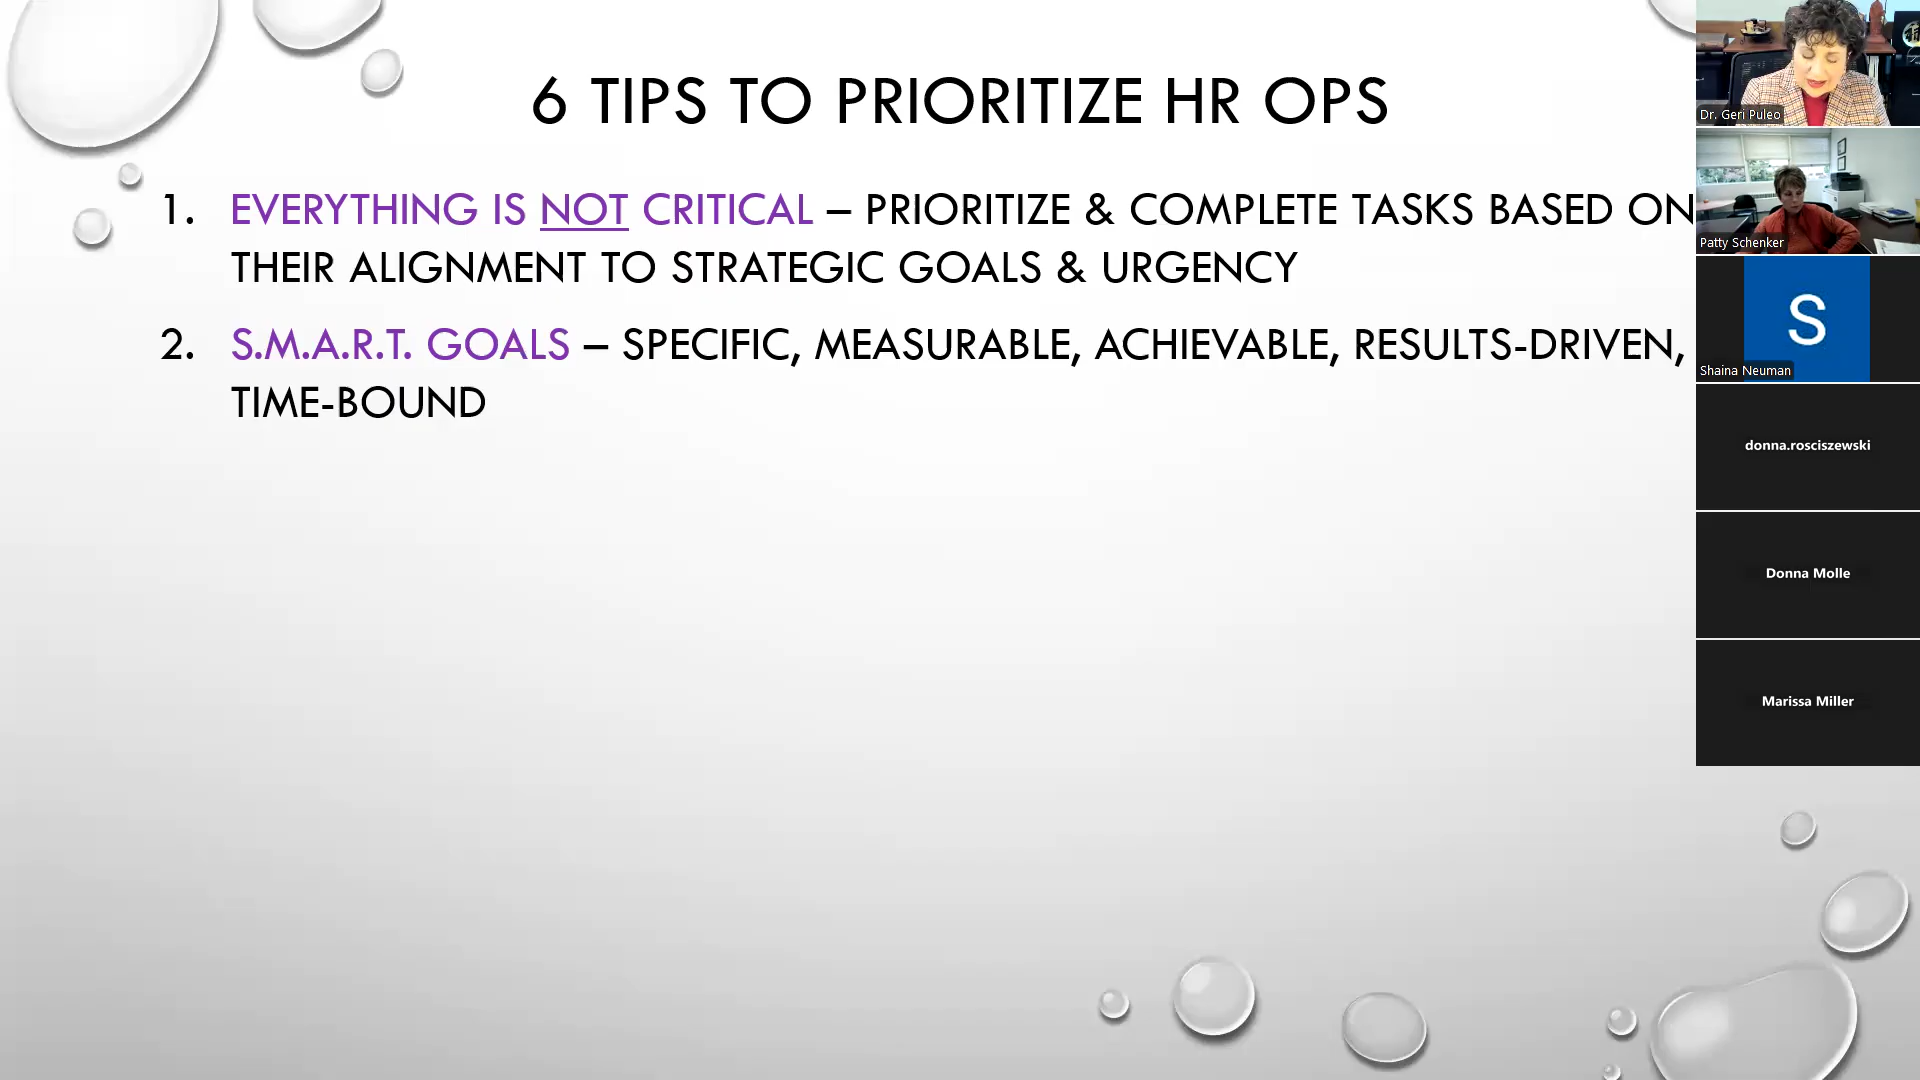 6 TIPS TO PRIORITIZE HR OPS
1. EVERYTHING IS NOT CRITICAL – PRIORITIZE & COMPLETE TASKS BASED ON
THEIR ALIGNMENT TO STRATEGIC GOALS & URGENCY
2. S.M.A.R.T. GOALS – SPECIFIC, MEASURABLE, ACHIEVABLE, RESULTS-DRIVEN,
TIME-BOUND
Dr. Geri Puleo
Patty Schenker
S
Shaina Neuman
donna.rosciszewski
Donna Molle
Marissa Miller